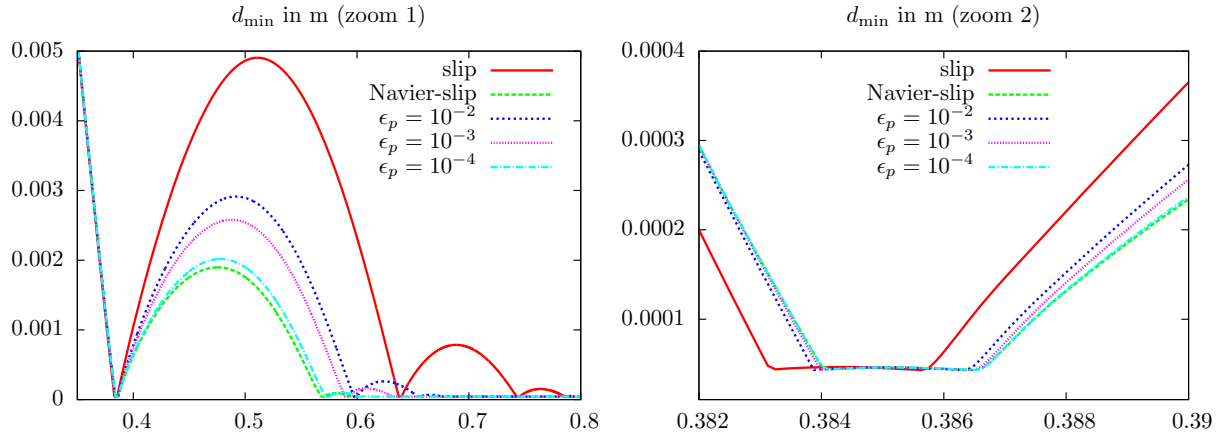 d_min in m (zoom 1)
0.005
0.004
0.003
0.002
0.001
0
0.4 0.5 0.6 0.7 0.8
slip
Navier-slip
ϵ_p = 10^−2
ϵ_p = 10^−3
ϵ_p = 10^−4
d_min in m (zoom 2)
0.0004
0.0003
0.0002
0.0001
0.382 0.384 0.386 0.388 0.39
slip
Navier-slip
ϵ_p = 10^−2
ϵ_p = 10^−3
ϵ_p = 10^−4